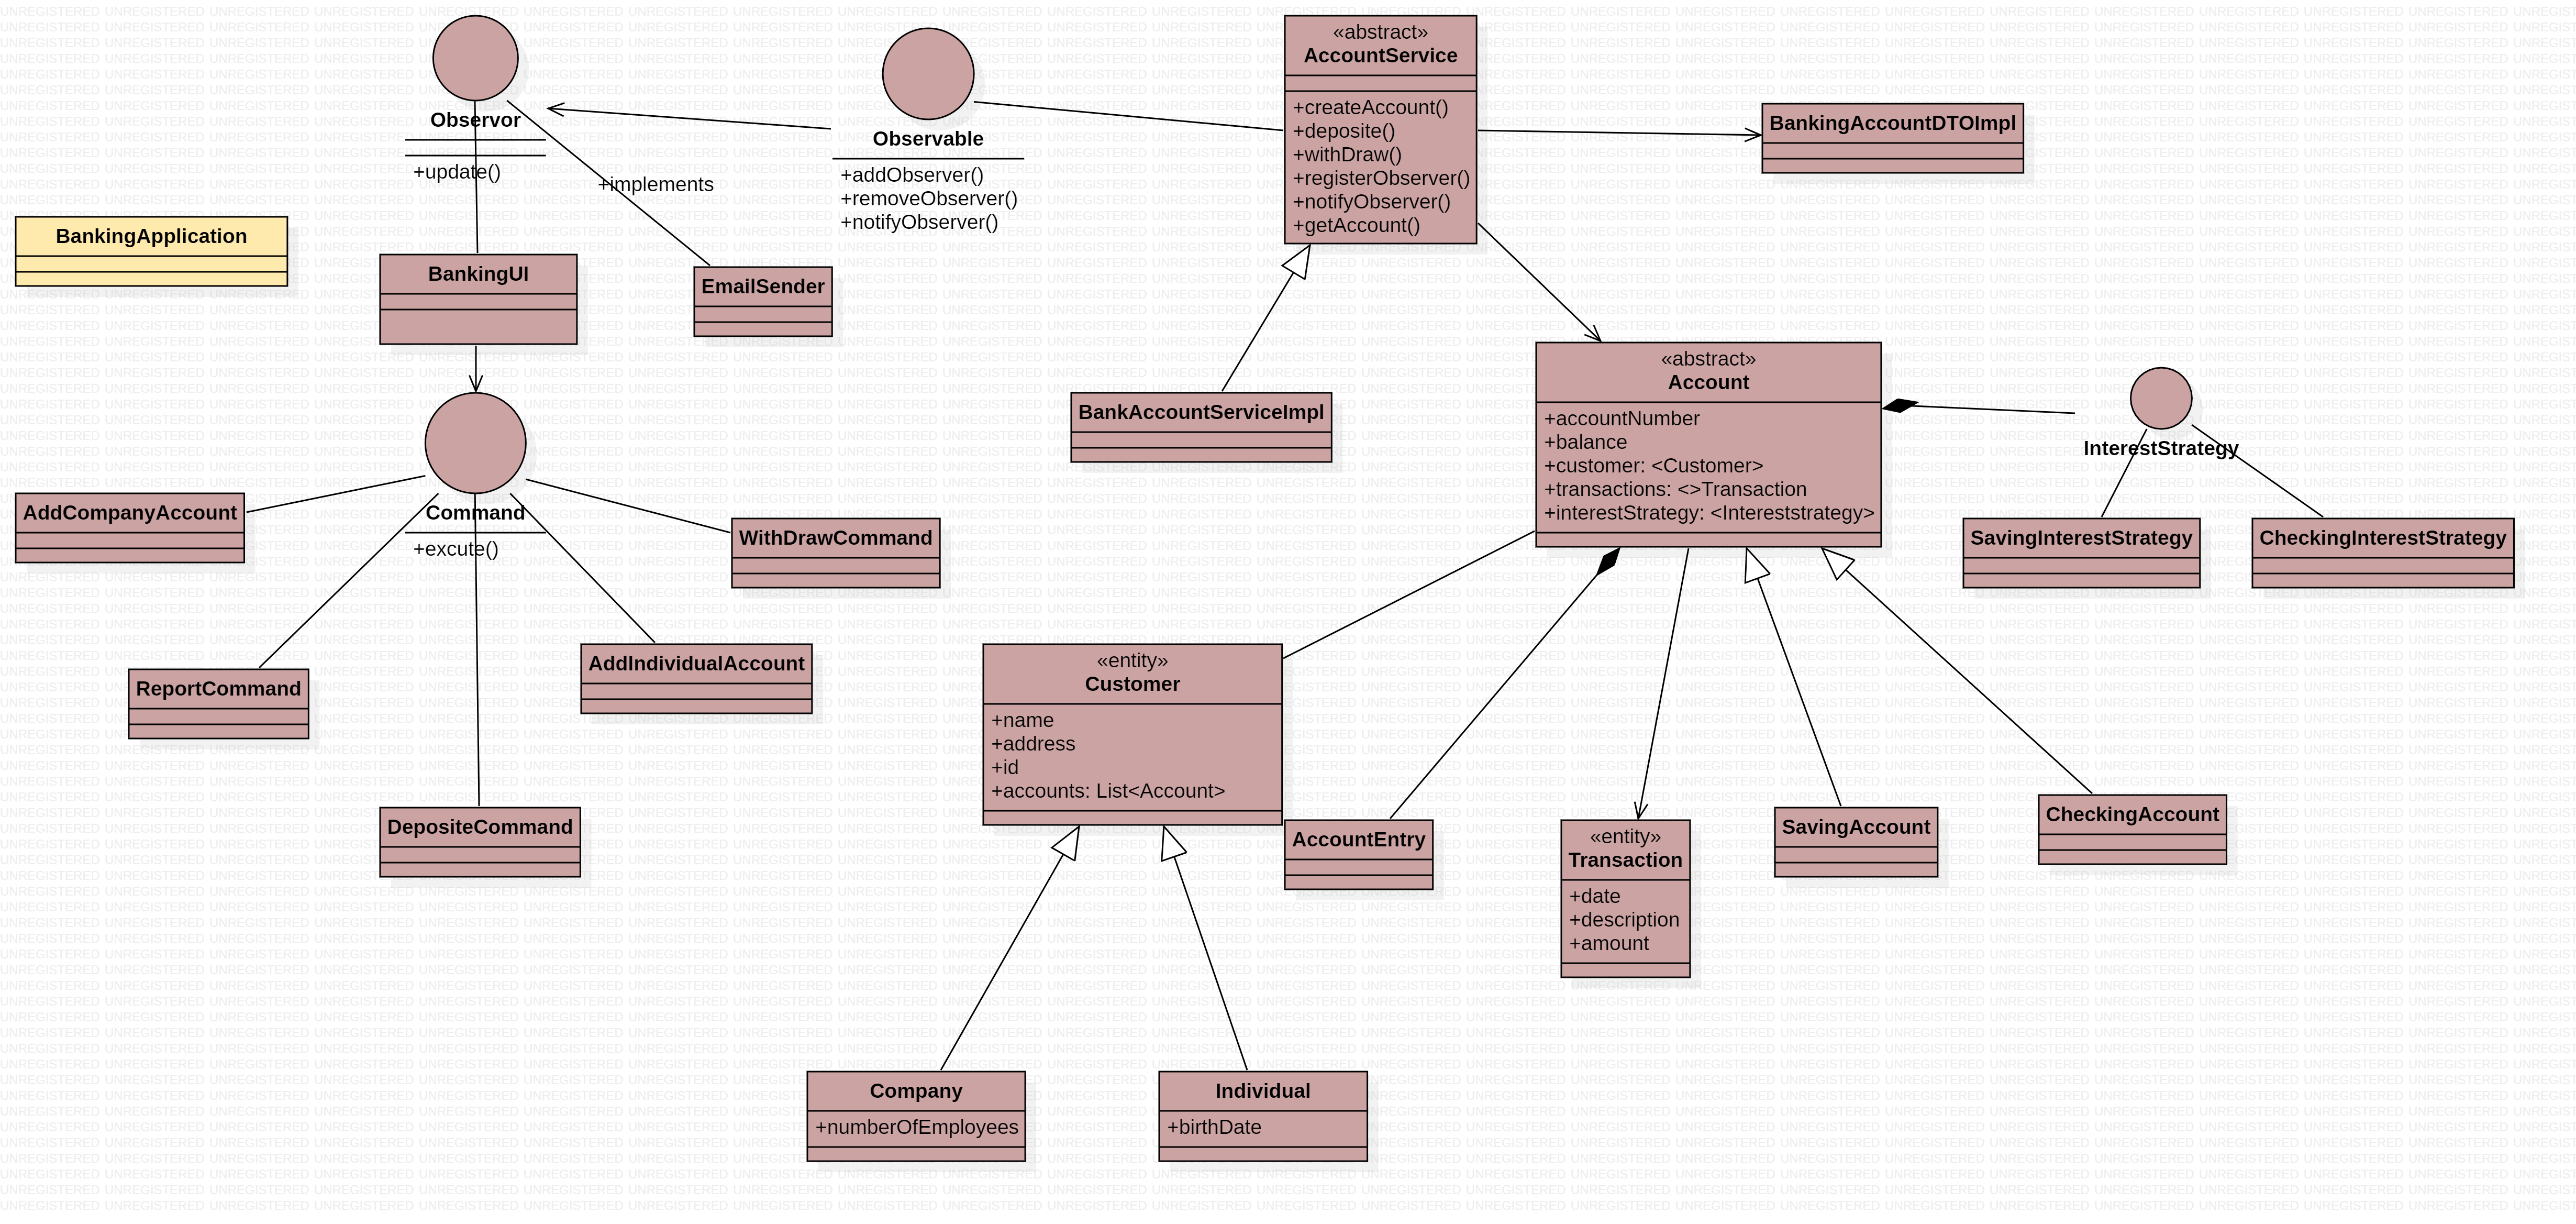 Observor
+update()
+implements
Observable
+addObserver()
+removeObserver()
+notifyObserver()
«abstract»
AccountService
+createAccount()
+deposite()
+withDraw()
+registerObserver()
+notifyObserver()
+getAccount()
BankingAccountDTOImpl
BankingApplication
BankingUI
EmailSender
BankAccountServiceImpl
«abstract»
Account
+accountNumber
+balance
+customer: <Customer>
+transactions: <>Transaction
+interestStrategy: <Intereststrategy>
InterestStrategy
SavingInterestStrategy
CheckingInterestStrategy
Command
+excute()
AddCompanyAccount
WithDrawCommand
ReportCommand
AddIndividualAccount
DepositeCommand
«entity»
Customer
+name
+address
+id
+accounts: List<Account>
AccountEntry
«entity»
Transaction
+date
+description
+amount
SavingAccount
CheckingAccount
Company
+numberOfEmployees
Individual
+birthDate
UNREGISTERED